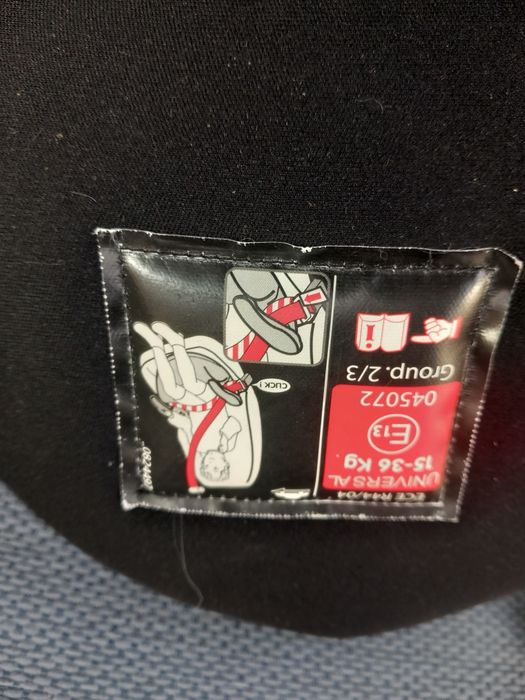 ECE R44/04
UNIVERSAL
15-36 Kg
E13
045072
Group.2/3
CLICK !